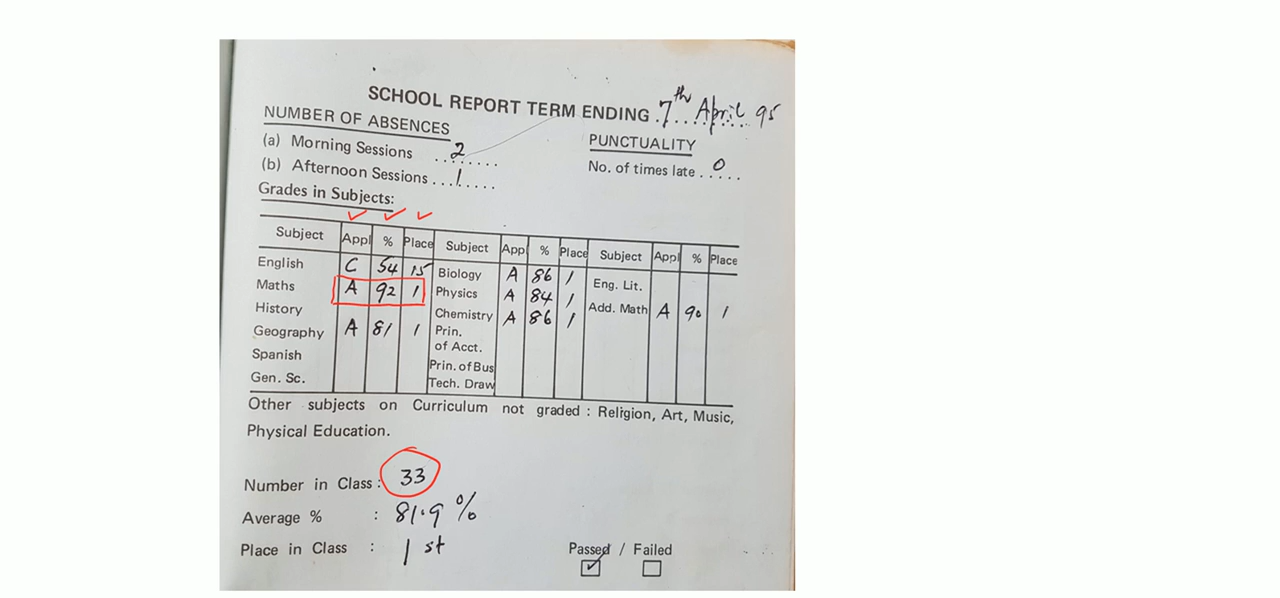 SCHOOL REPORT TERM ENDING 7th April 95
NUMBER OF ABSENCES
(a) Morning Sessions 2
(b) Afternoon Sessions 1
PUNCTUALITY
No. of times late 0
Grades in Subjects:
Subject Appl % Place Subject Appl % Place Subject Appl % Place
English C 54 15 Biology A 86 1 Eng. Lit.
Maths A 92 1 Physics A 84 1 Add. Math A 90 1
History Chemistry A 86 1
Geography A 81 1 Prin.
of Acct.
Spanish Prin. of Bus
Gen. Sc. Tech. Draw
Other subjects on Curriculum not graded : Religion, Art, Music,
Physical Education.
Number in Class : 33
Average % : 81.9 %
Place in Class : 1 st
Passed / Failed